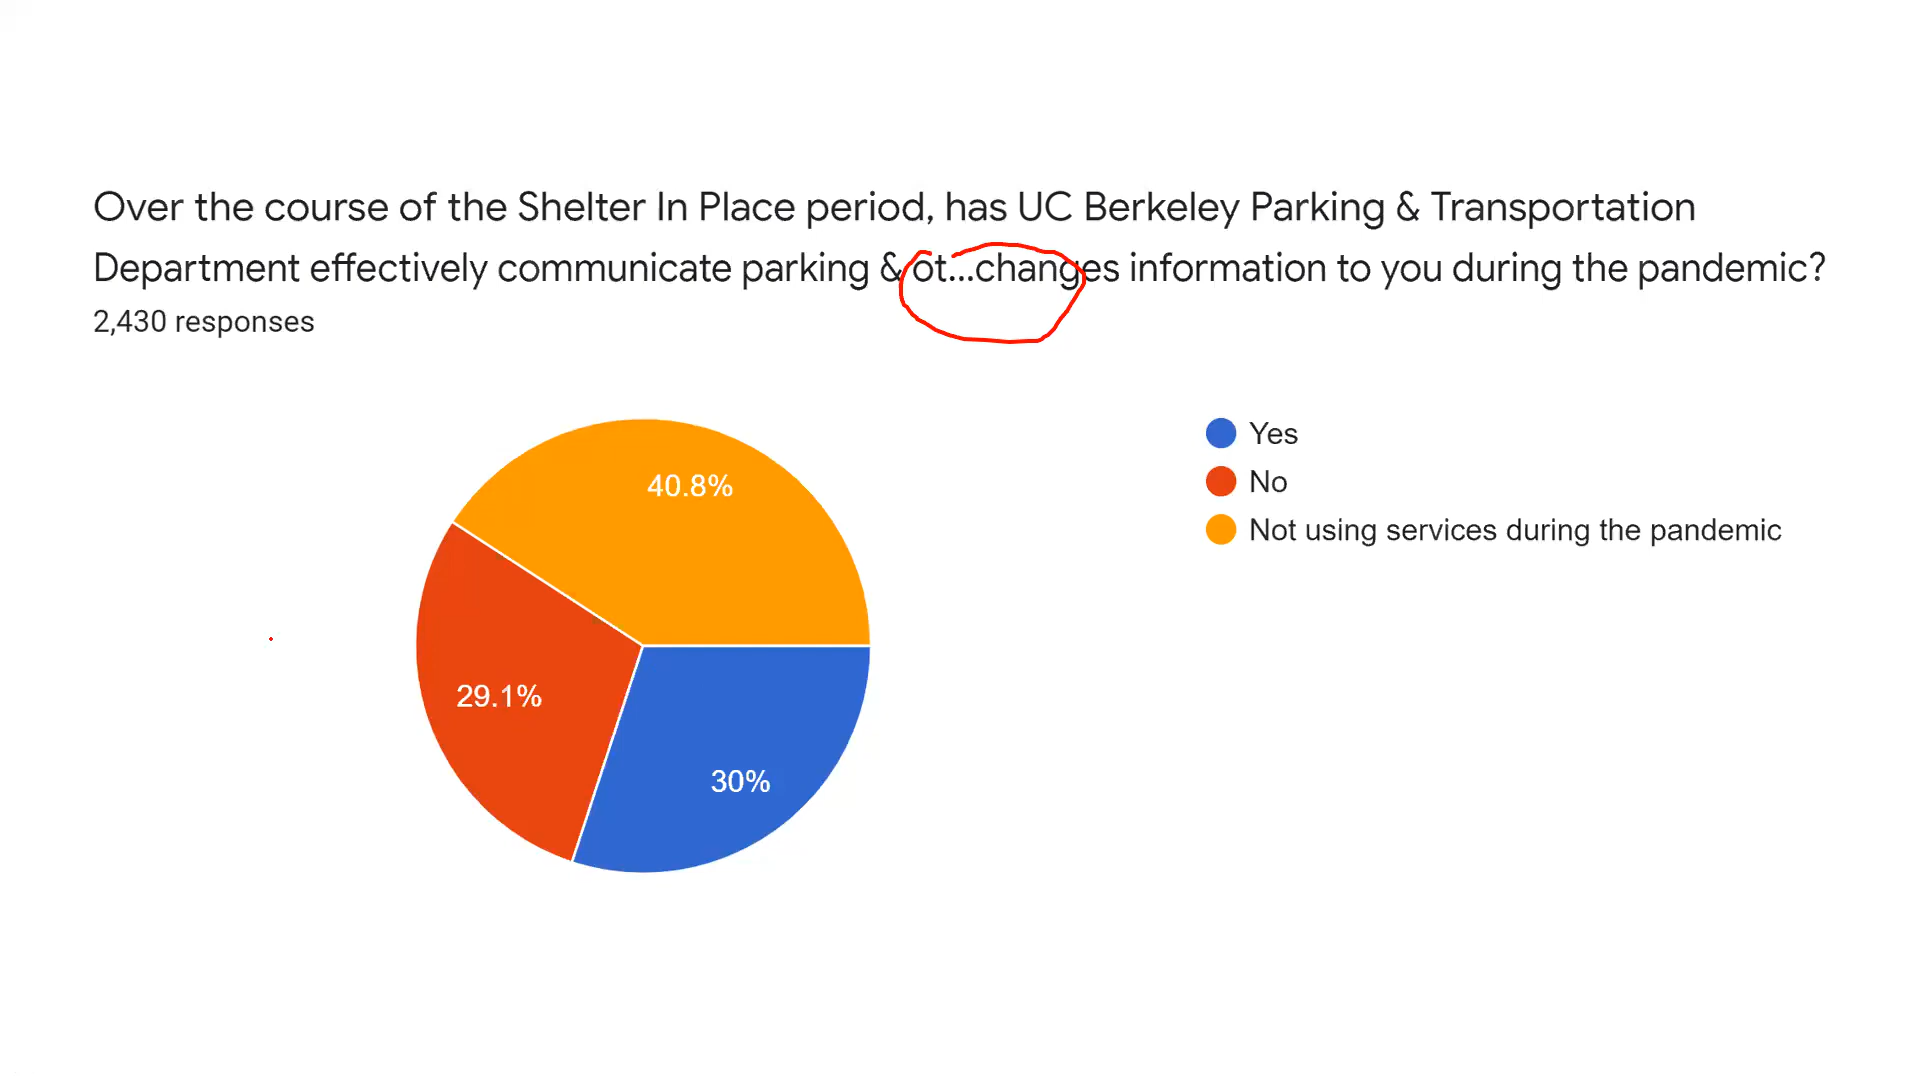 Over the course of the Shelter In Place period, has UC Berkeley Parking & Transportation
Department effectively communicate parking & ot...changes information to you during the pandemic?
2,430 responses
Yes
No
Not using services during the pandemic
40.8%
29.1%
30%